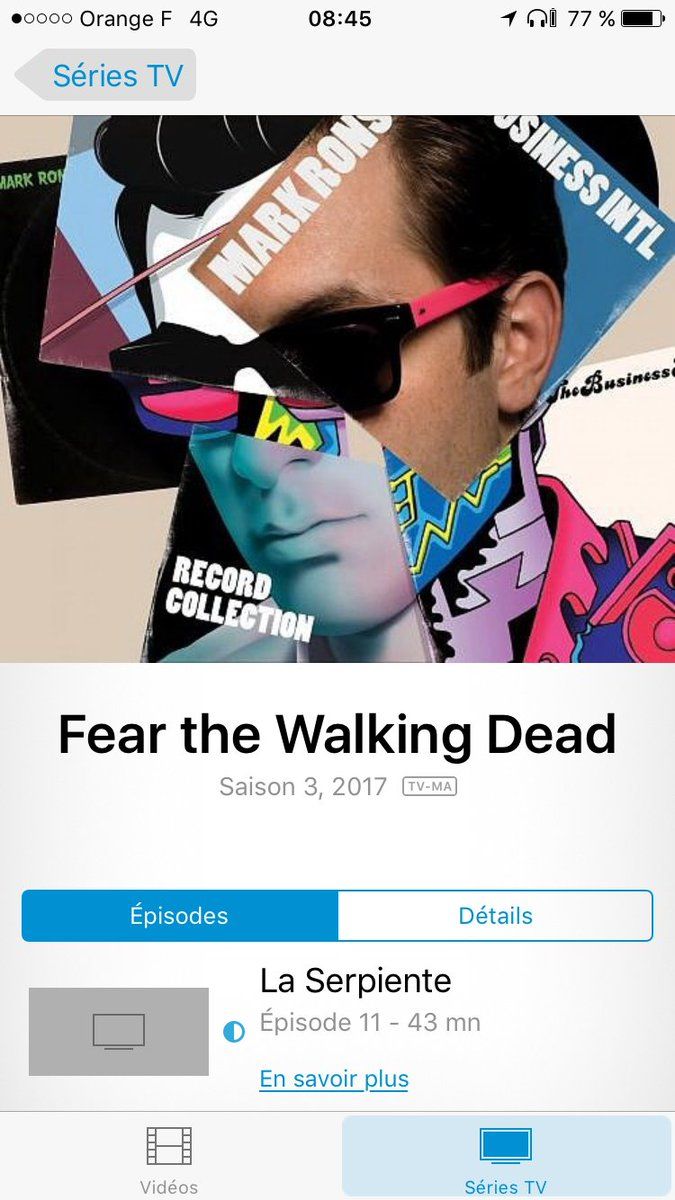 Orange F 4G 08:45 77 %
Séries TV
MARK RON
MARK RONS
USINESS INTL
The Business
RECORD
COLLECTION
Fear the Walking Dead
Saison 3, 2017 TV-MA
Épisodes Détails
La Serpiente
Épisode 11 - 43 mn
En savoir plus
Vidéos Séries TV